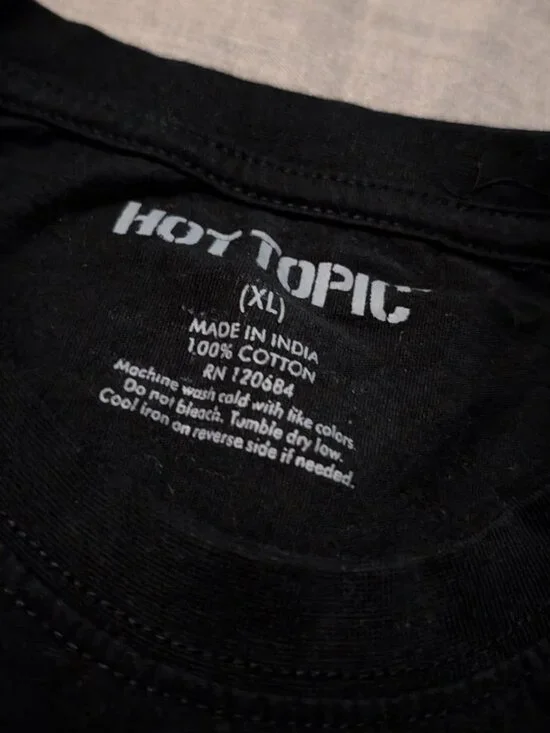 HOT TOPIC
(XL)
MADE IN INDIA
100% COTTON
RN 120684
Machine wash cold with like colors.
Do not bleach. Tumble dry low.
Cool iron on reverse side if needed.